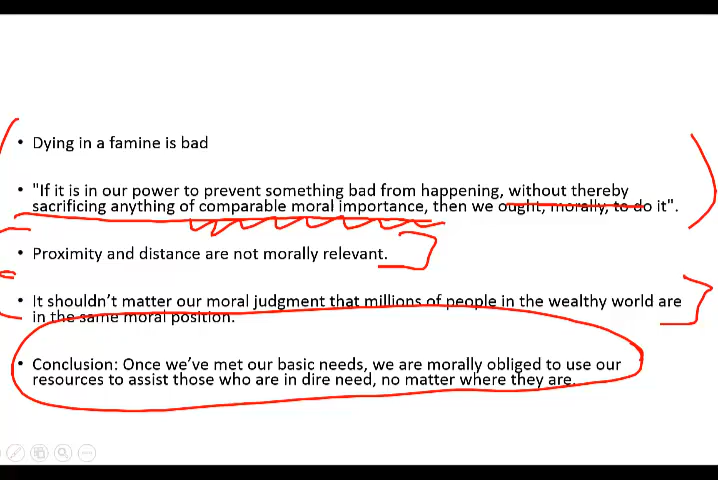 • Dying in a famine is bad
• "If it is in our power to prevent something bad from happening, without thereby
sacrificing anything of comparable moral importance, then we ought, morally, to do it".
• Proximity and distance are not morally relevant.
• It shouldn't matter our moral judgment that millions of people in the wealthy world are
in the same moral position.
• Conclusion: Once we've met our basic needs, we are morally obliged to use our
resources to assist those who are in dire need, no matter where they are.